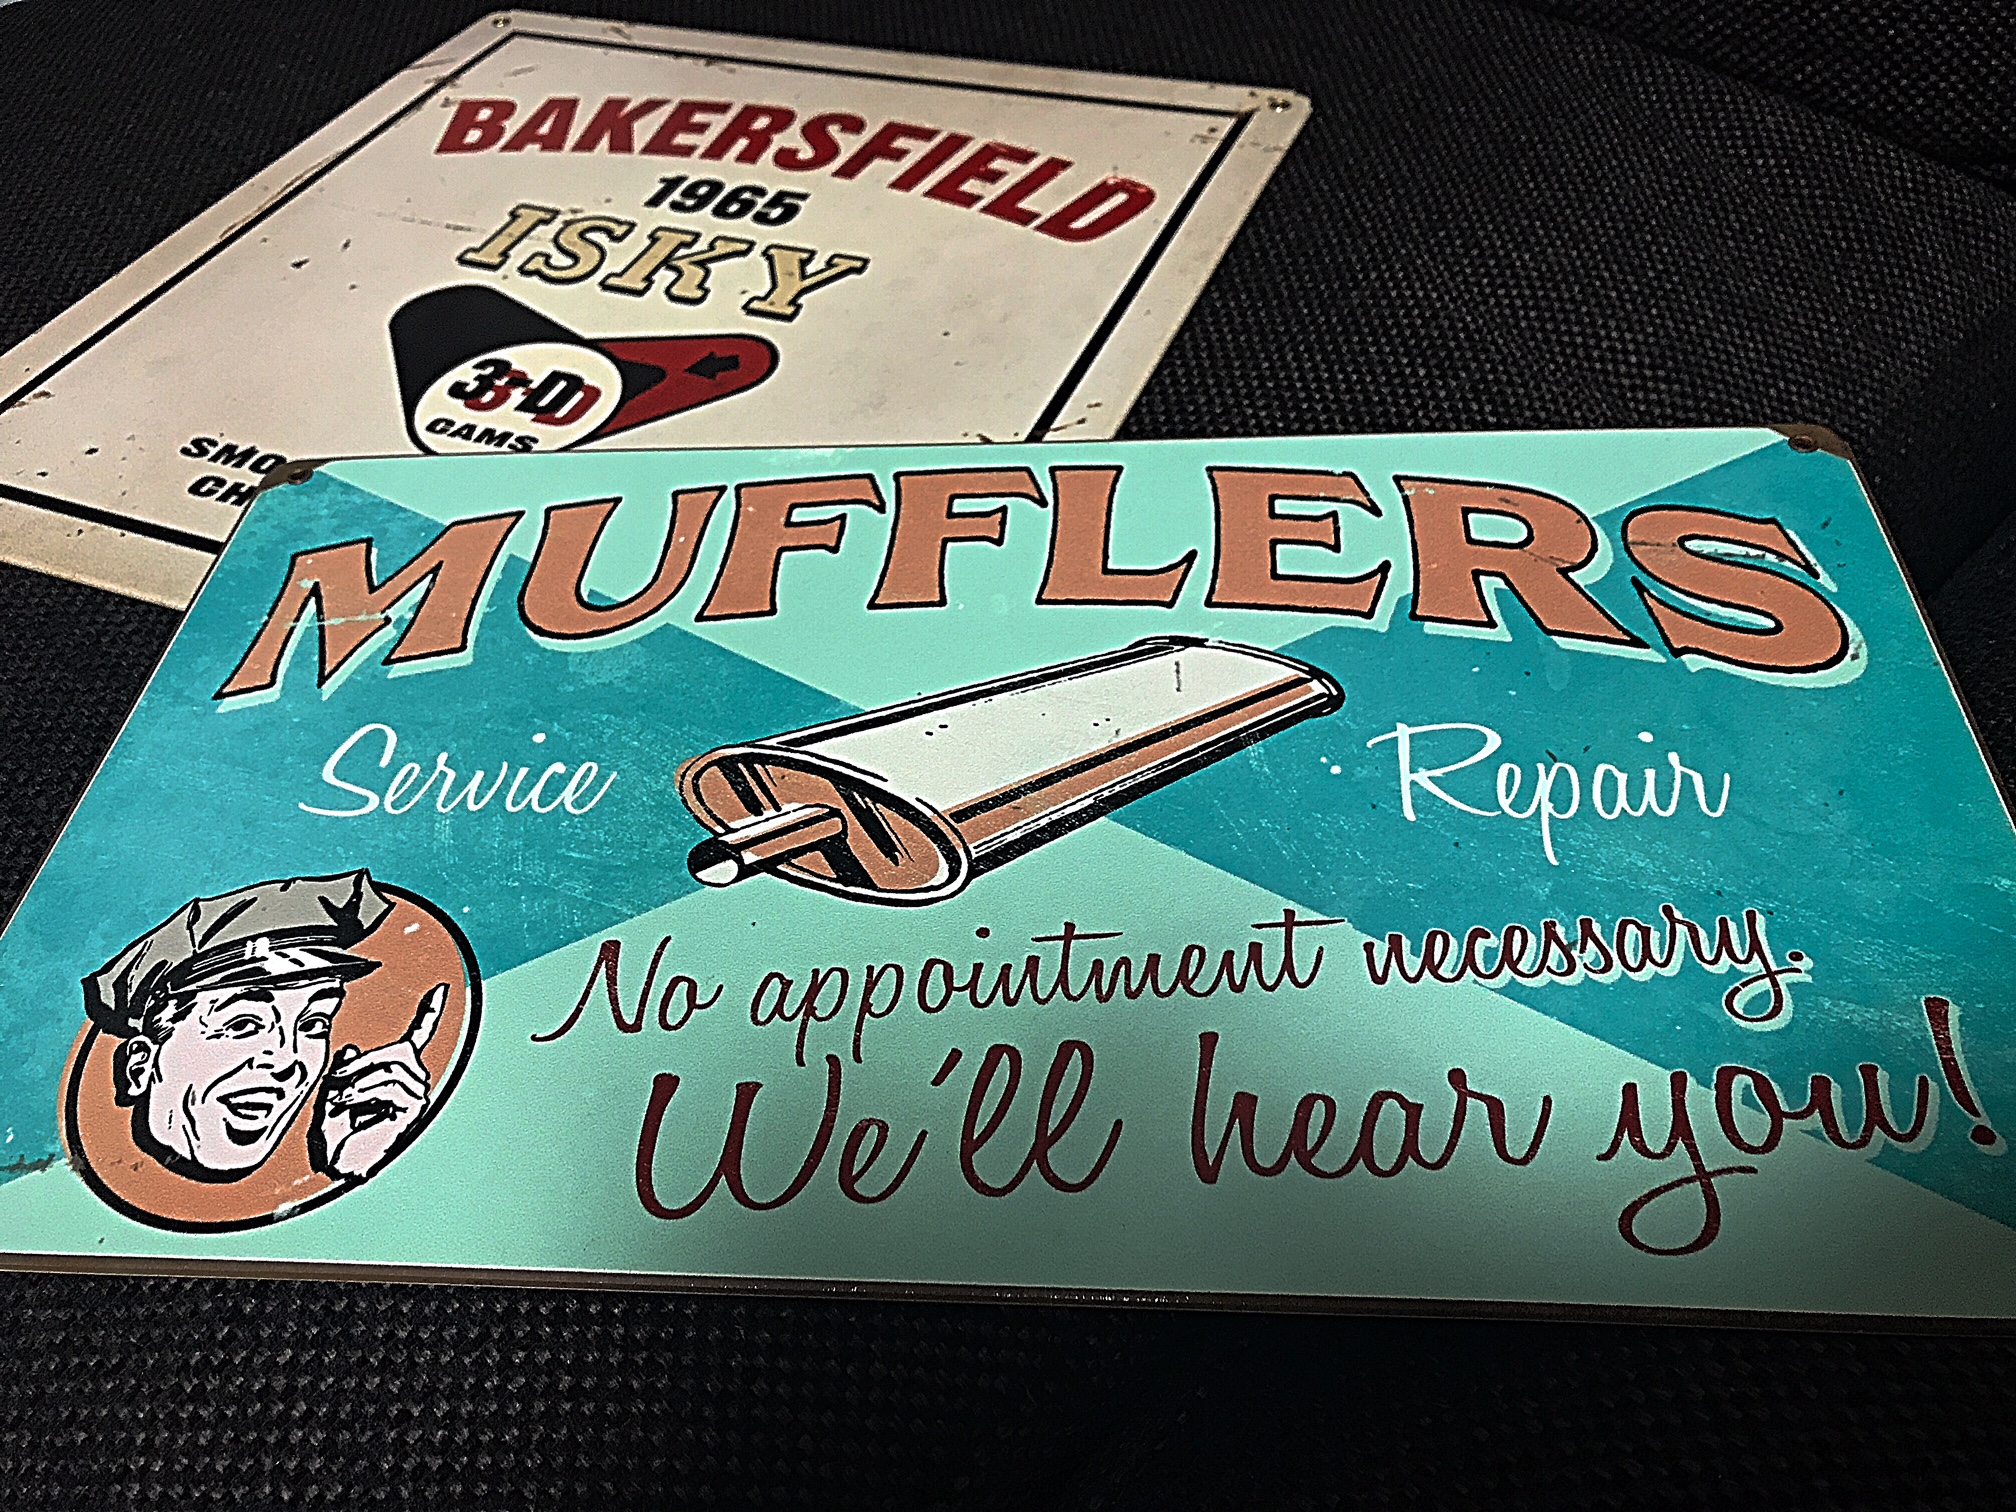 BAKERSFIELD
1965
ISKY
3-D
CAMS
MUFFLERS
Service
Repair
No appointment necessary.
We'll hear you!